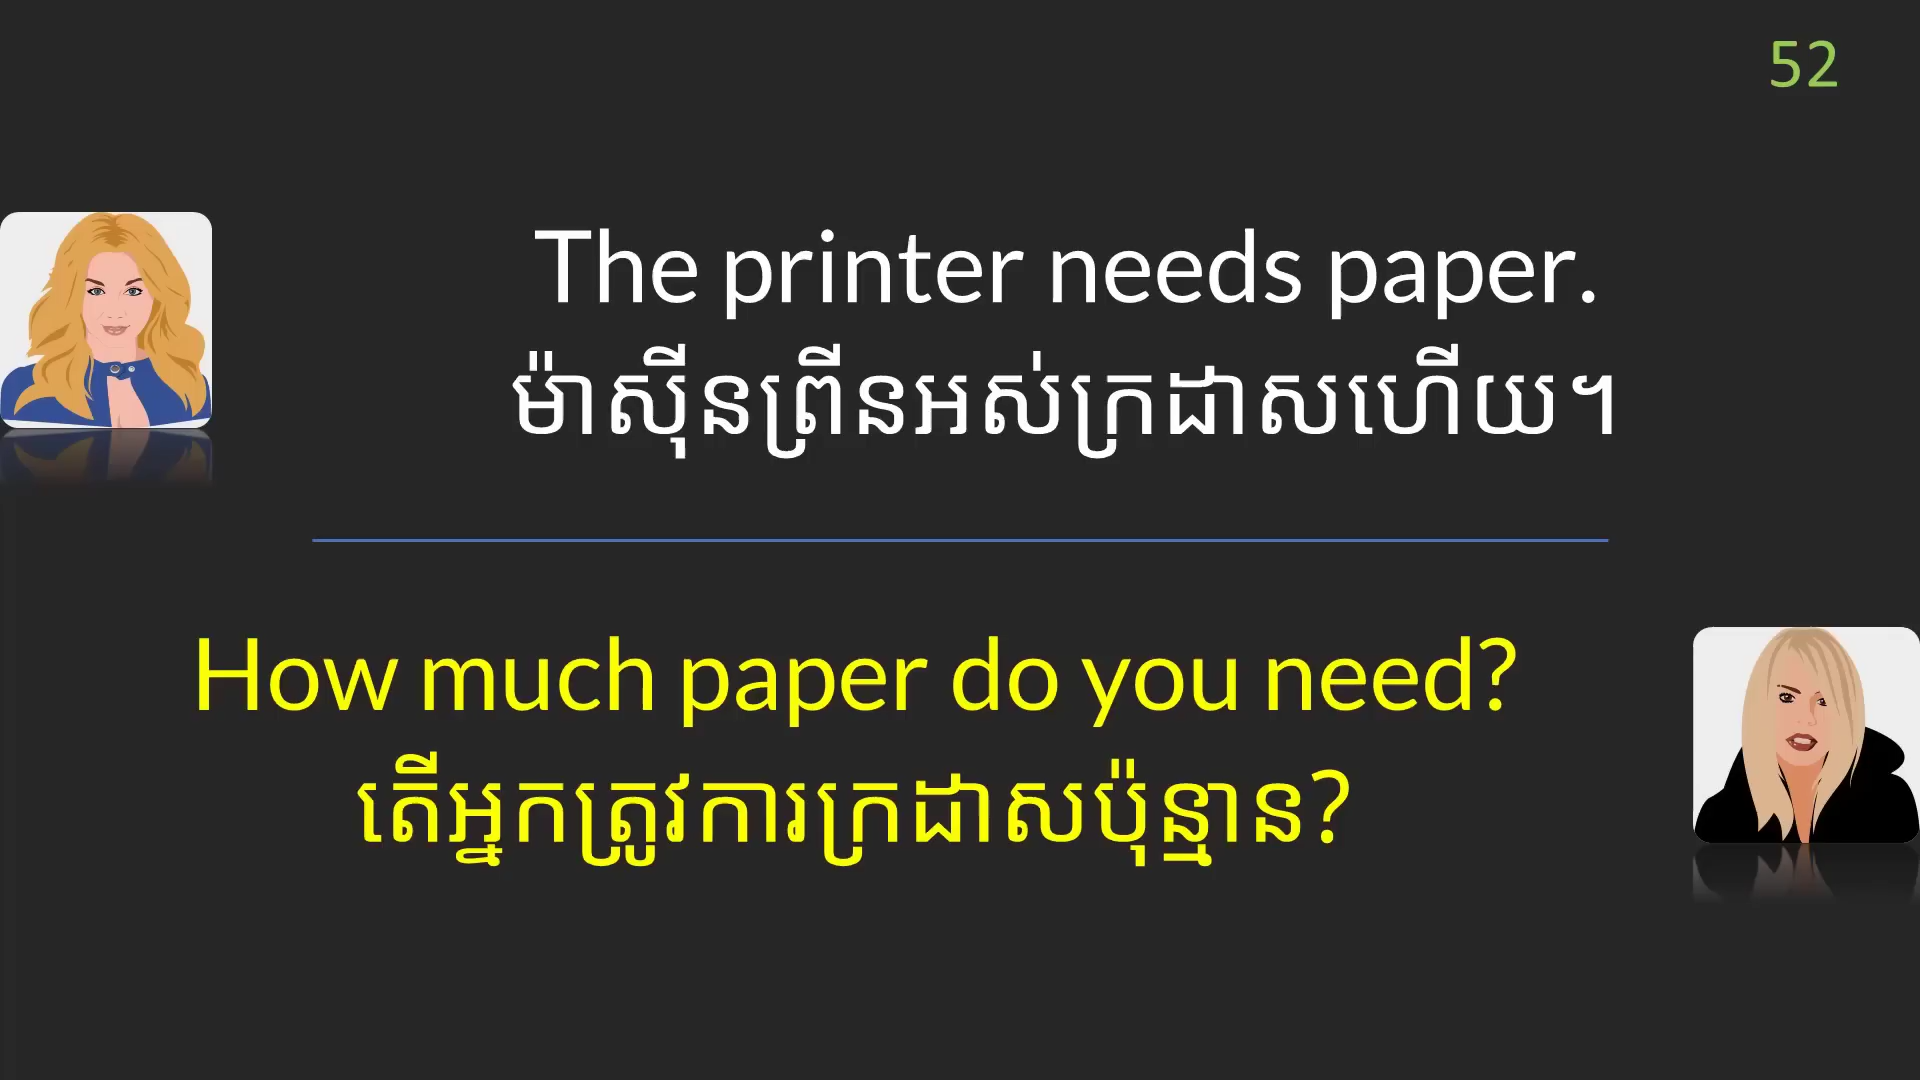 52
The printer needs paper.
ម៉ាស៊ីនព្រីនអស់ក្រដាសហើយ។
How much paper do you need?
តើអ្នកត្រូវការក្រដាសប៉ុន្មាន?